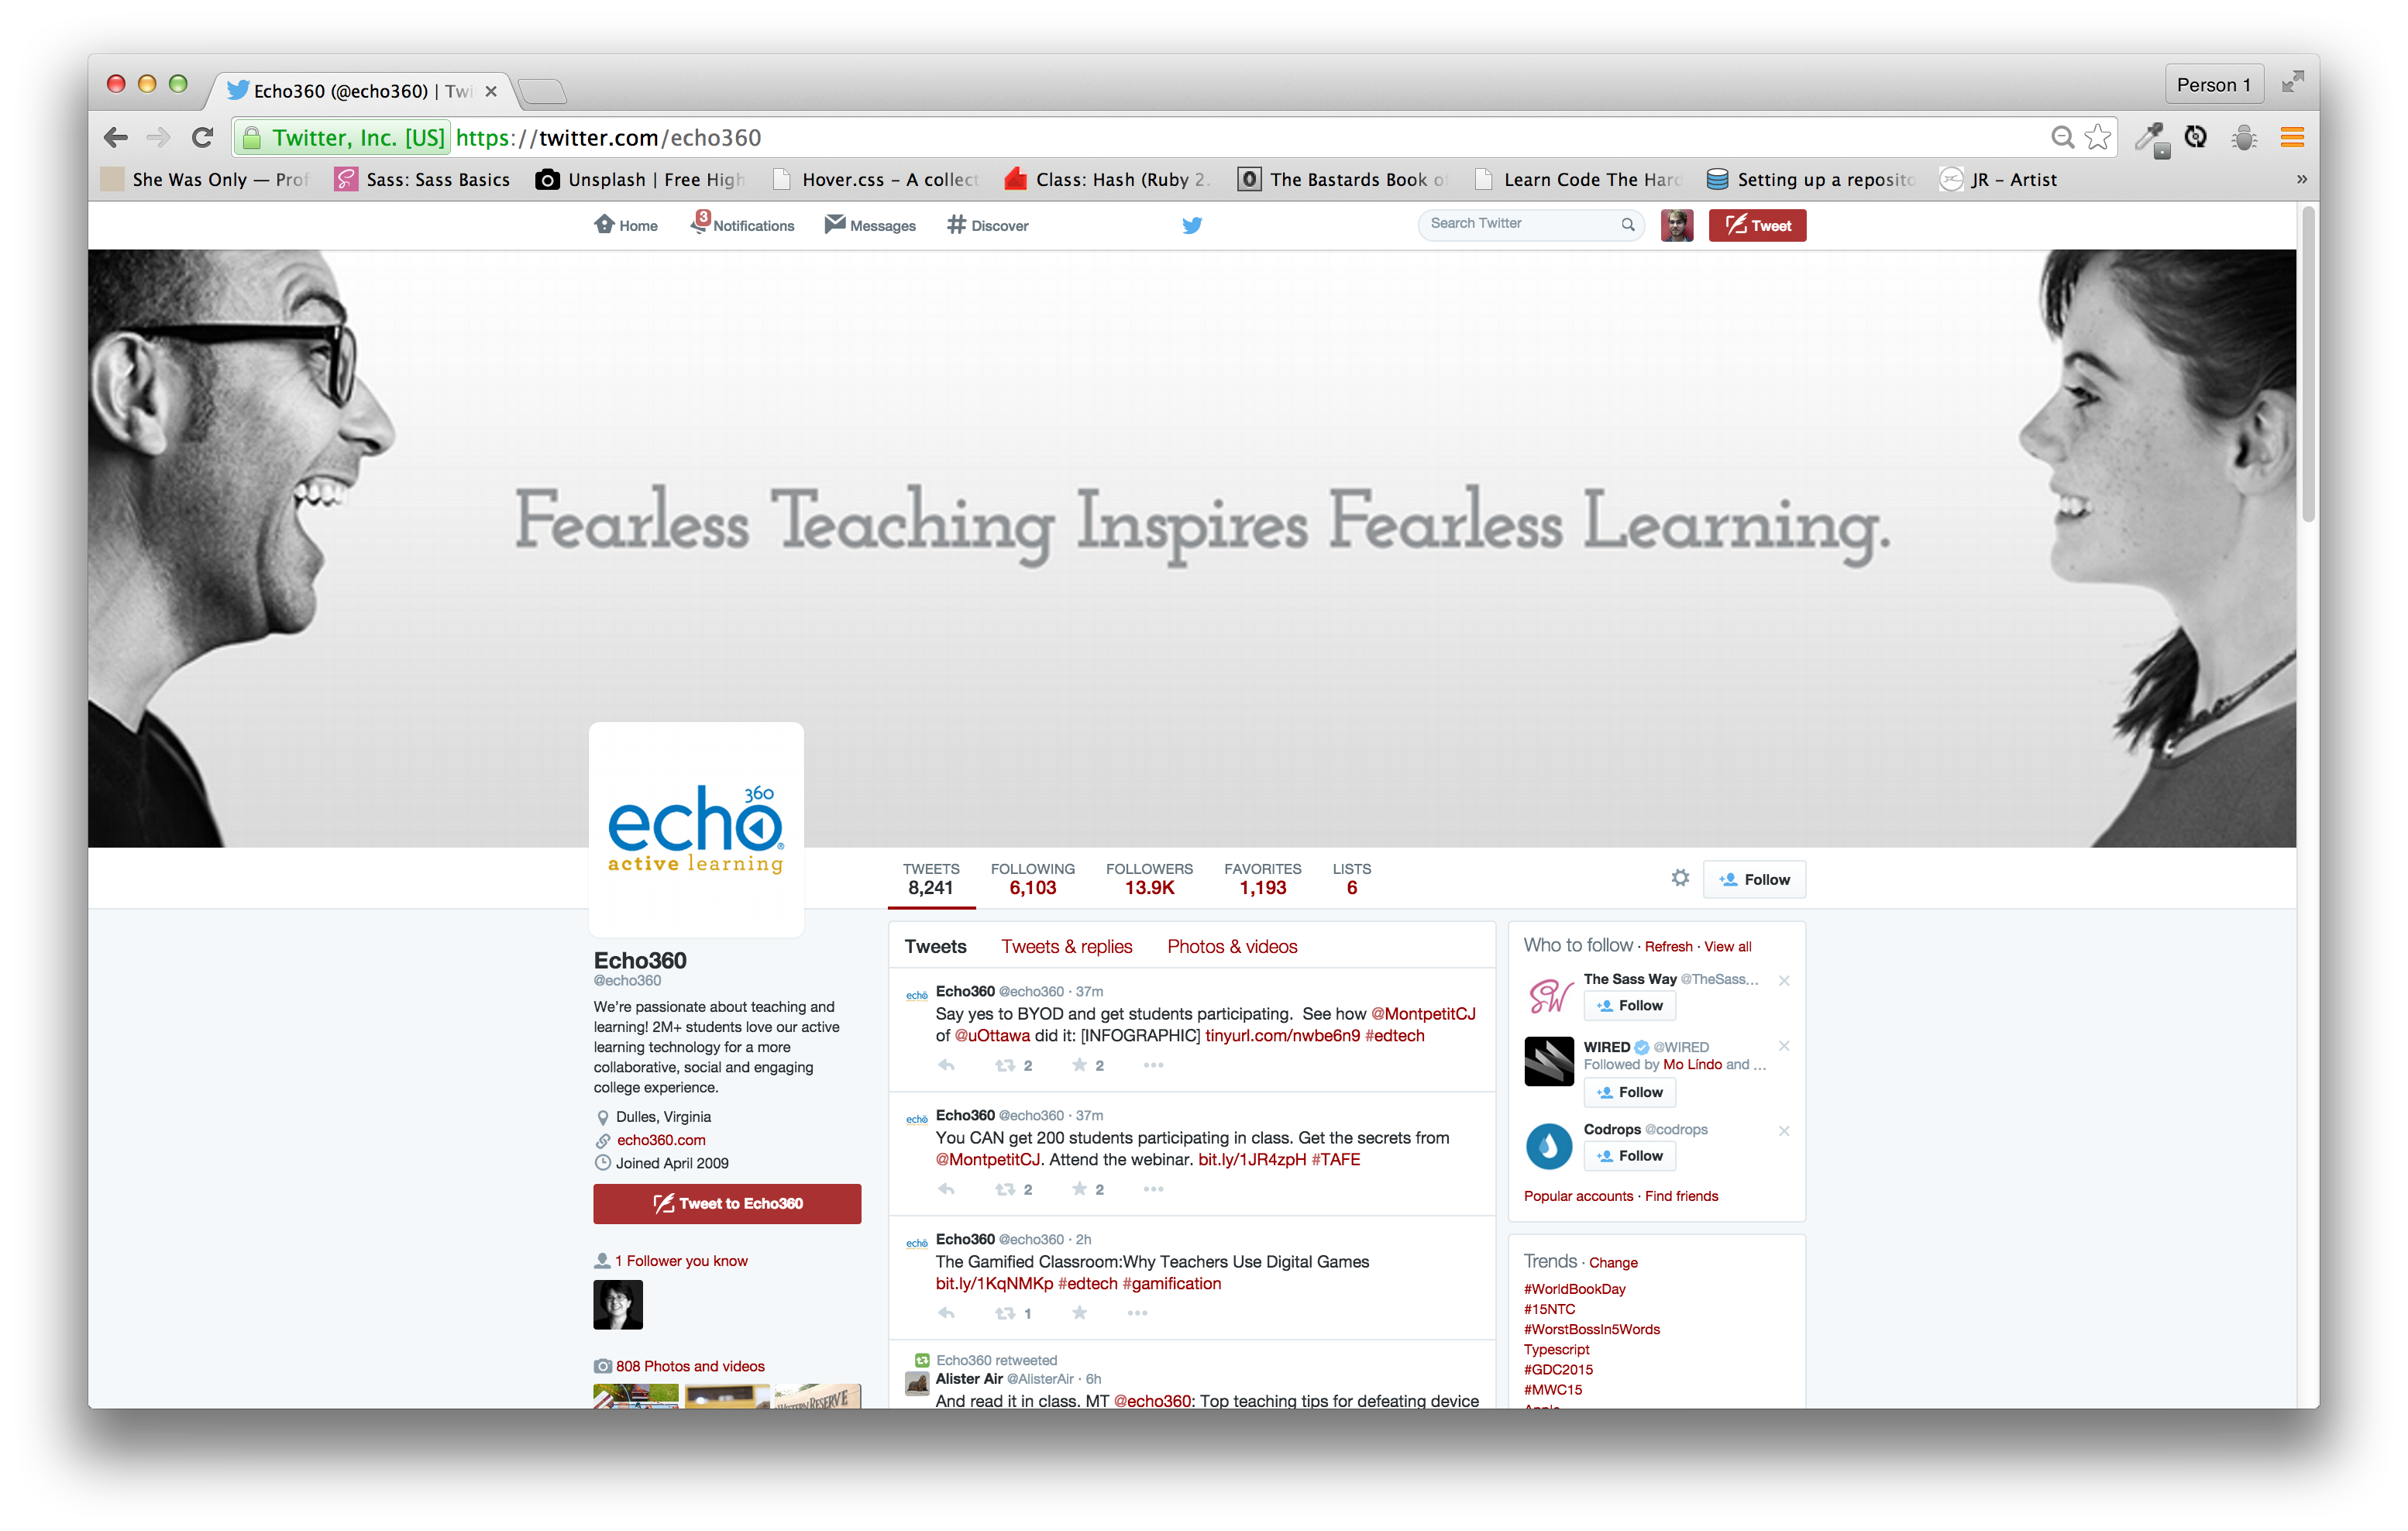 Echo360 (@echo360) | Twi
Person 1
Twitter, Inc. [US] https://twitter.com/echo360
She Was Only — Prof
Sass: Sass Basics
Unsplash | Free High
Hover.css – A collect
Class: Hash (Ruby 2.
The Bastards Book o
Learn Code The Hard
Setting up a reposito
JR – Artist
Home
3
Notifications
Messages
Discover
Search Twitter
Tweet
Fearless Teaching Inspires Fearless Learning.
360
echo®
active learning
TWEETS
8,241
FOLLOWING
6,103
FOLLOWERS
13.9K
FAVORITES
1,193
LISTS
6
Follow
Echo360
@echo360
We're passionate about teaching and
learning! 2M+ students love our active
learning technology for a more
collaborative, social and engaging
college experience.
Dulles, Virginia
echo360.com
Joined April 2009
Tweet to Echo360
1 Follower you know
808 Photos and videos
RESERVE
Tweets
Tweets & replies
Photos & videos
echo
Echo360 @echo360 · 37m
Say yes to BYOD and get students participating.  See how @MontpetitCJ
of @uOttawa did it: [INFOGRAPHIC] tinyurl.com/nwbe6n9 #edtech
2
2
echo
Echo360 @echo360 · 37m
You CAN get 200 students participating in class. Get the secrets from
@MontpetitCJ. Attend the webinar. bit.ly/1JR4zpH #TAFE
2
2
echo
Echo360 @echo360 · 2h
The Gamified Classroom:Why Teachers Use Digital Games
bit.ly/1KqNMKp #edtech #gamification
1
Echo360 retweeted
Alister Air @AlisterAir · 6h
And read it in class. MT @echo360: Top teaching tips for defeating device
Who to follow · Refresh · View all
SW
The Sass Way @TheSass...
Follow
WIRED @WIRED
Followed by Mo Líndo and ...
Follow
Codrops @codrops
Follow
Popular accounts · Find friends
Trends · Change
#WorldBookDay
#15NTC
#WorstBossIn5Words
Typescript
#GDC2015
#MWC15
Apple